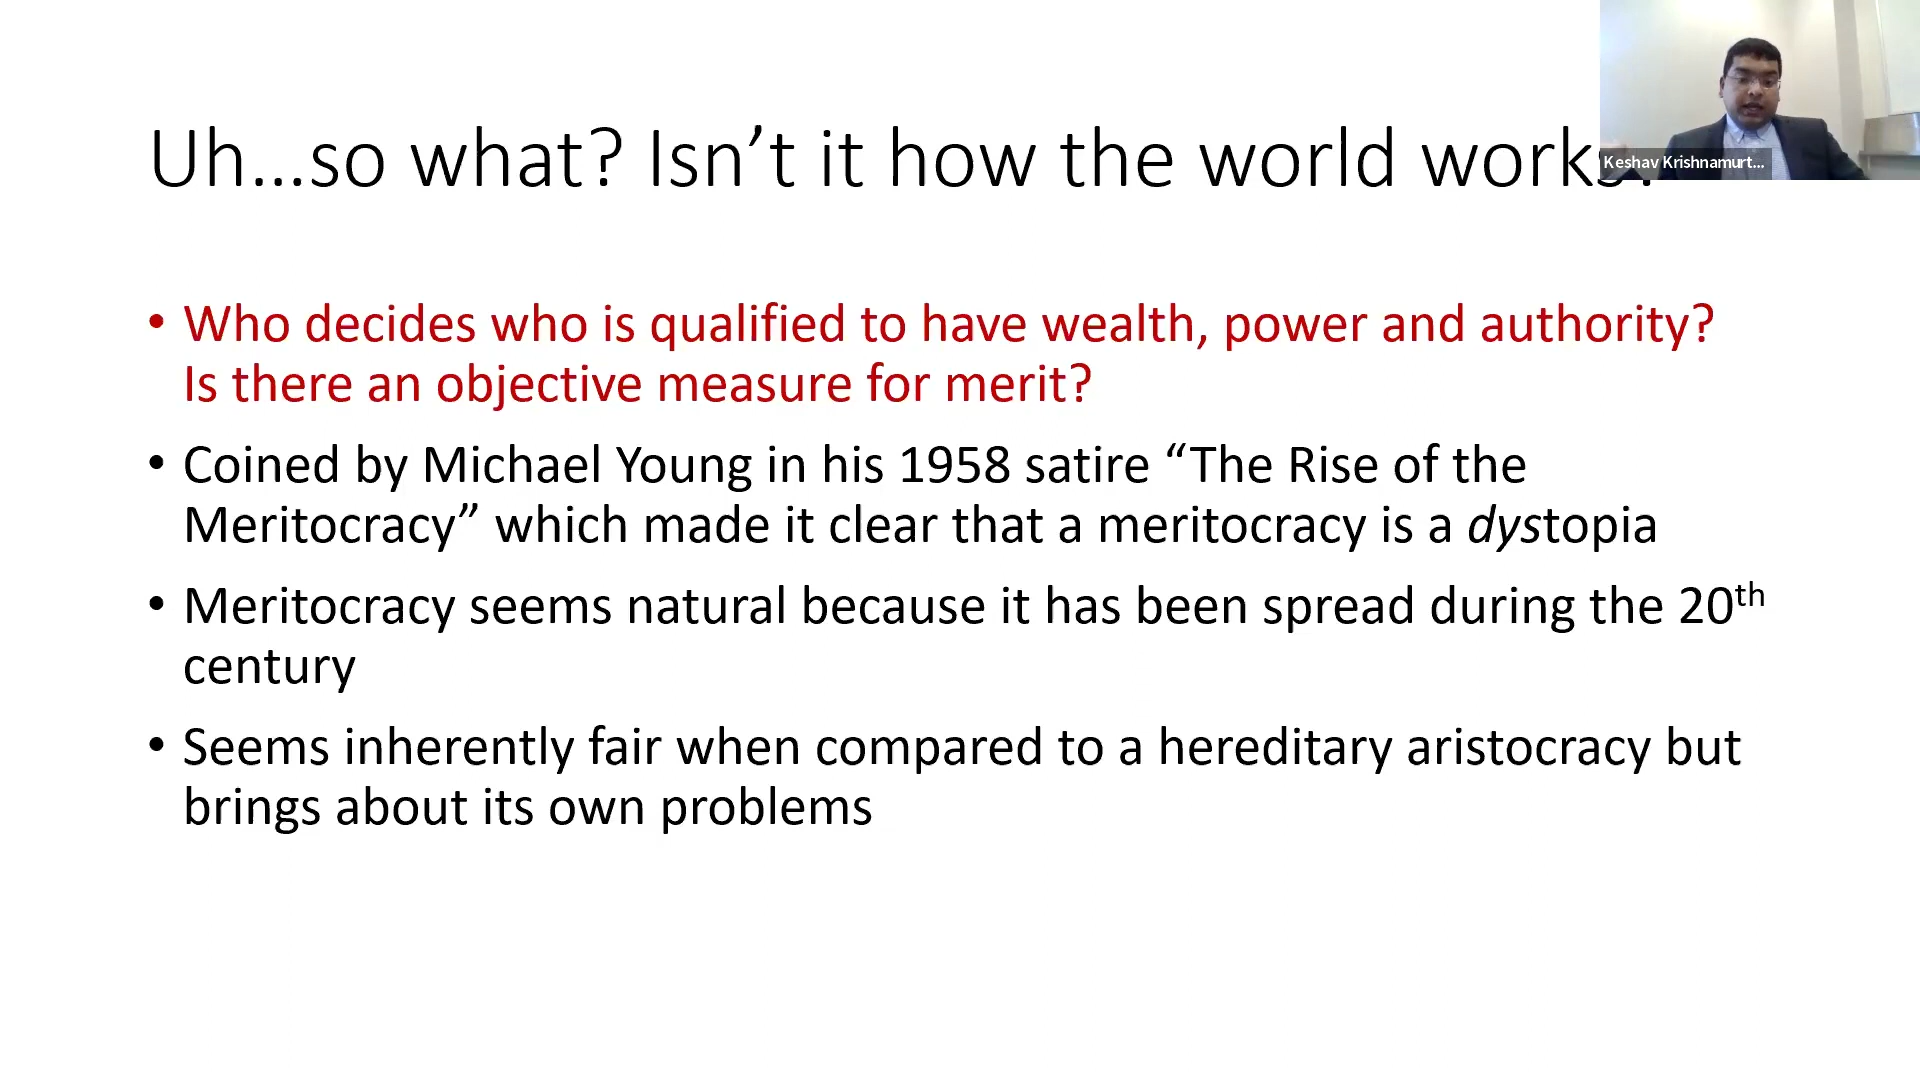 Uh…so what? Isn’t it how the world works?
Keshav Krishnamurt...
• Who decides who is qualified to have wealth, power and authority?
Is there an objective measure for merit?
• Coined by Michael Young in his 1958 satire “The Rise of the
Meritocracy” which made it clear that a meritocracy is a dystopia
• Meritocracy seems natural because it has been spread during the 20th
century
• Seems inherently fair when compared to a hereditary aristocracy but
brings about its own problems